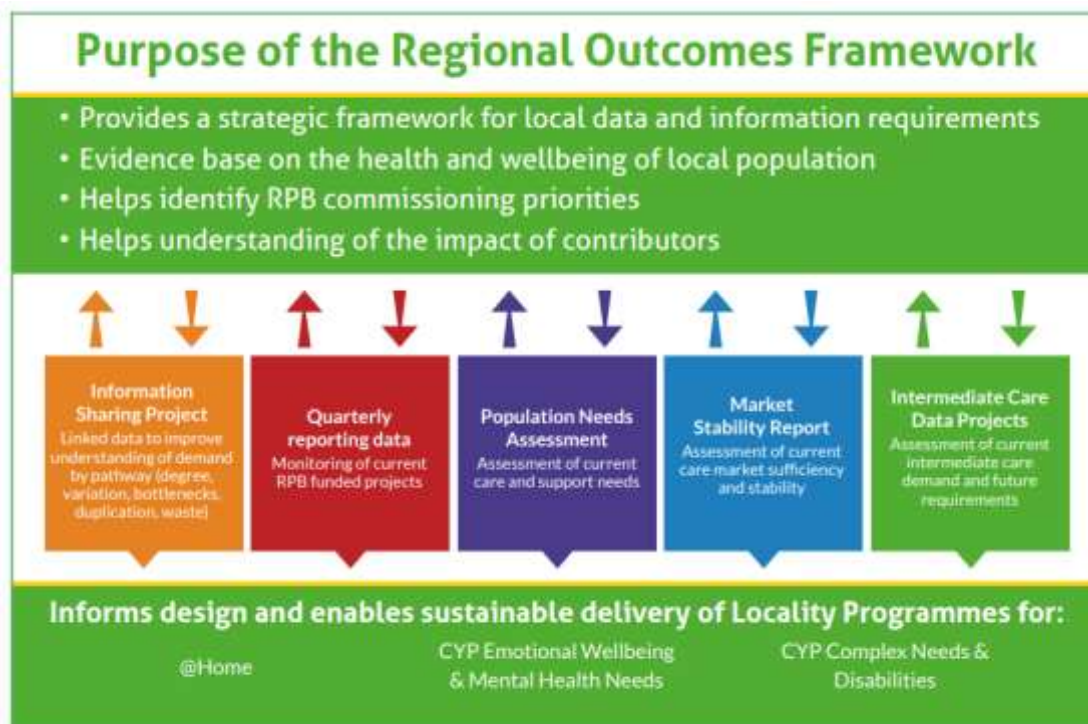 Purpose of the Regional Outcomes Framework
• Provides a strategic framework for local data and information requirements
• Evidence base on the health and wellbeing of local population
• Helps identify RPB commissioning priorities
• Helps understanding of the impact of contributors
Information
Sharing Project
Linked data to improve
understanding of demand
by pathway (degree,
variation, bottlenecks,
duplication, waste)
Quarterly
reporting data
Monitoring of current
RPB funded projects
Population Needs
Assessment
Assessment of current
care and support needs
Market
Stability Report
Assessment of current
care market sufficiency
and stability
Intermediate Care
Data Projects
Assessment of current
intermediate care
demand and future
requirements
Informs design and enables sustainable delivery of Locality Programmes for:
@Home
CYP Emotional Wellbeing
& Mental Health Needs
CYP Complex Needs &
Disabilities